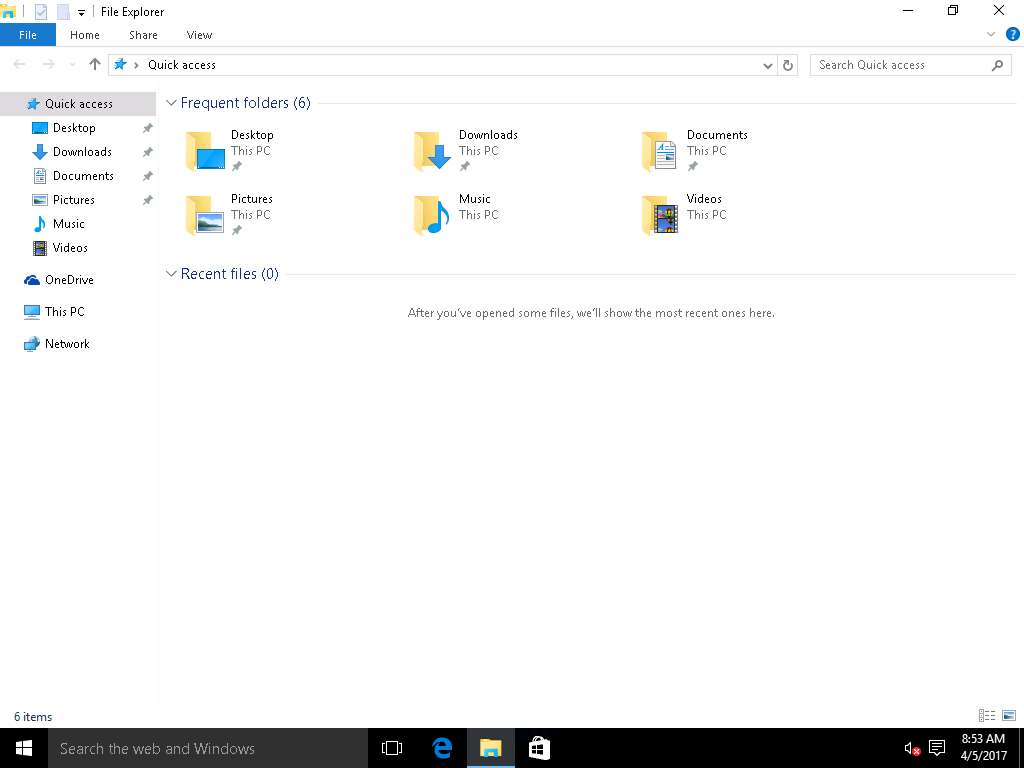 File Explorer
File Home Share View ?
Quick access
Search Quick access
Quick access
Desktop
Downloads
Documents
Pictures
Music
Videos
OneDrive
This PC
Network
Frequent folders (6)
Desktop
This PC
Downloads
This PC
Documents
This PC
Pictures
This PC
Music
This PC
Videos
This PC
Recent files (0)
After you've opened some files, we'll show the most recent ones here.
6 items
Search the web and Windows
8:53 AM
4/5/2017